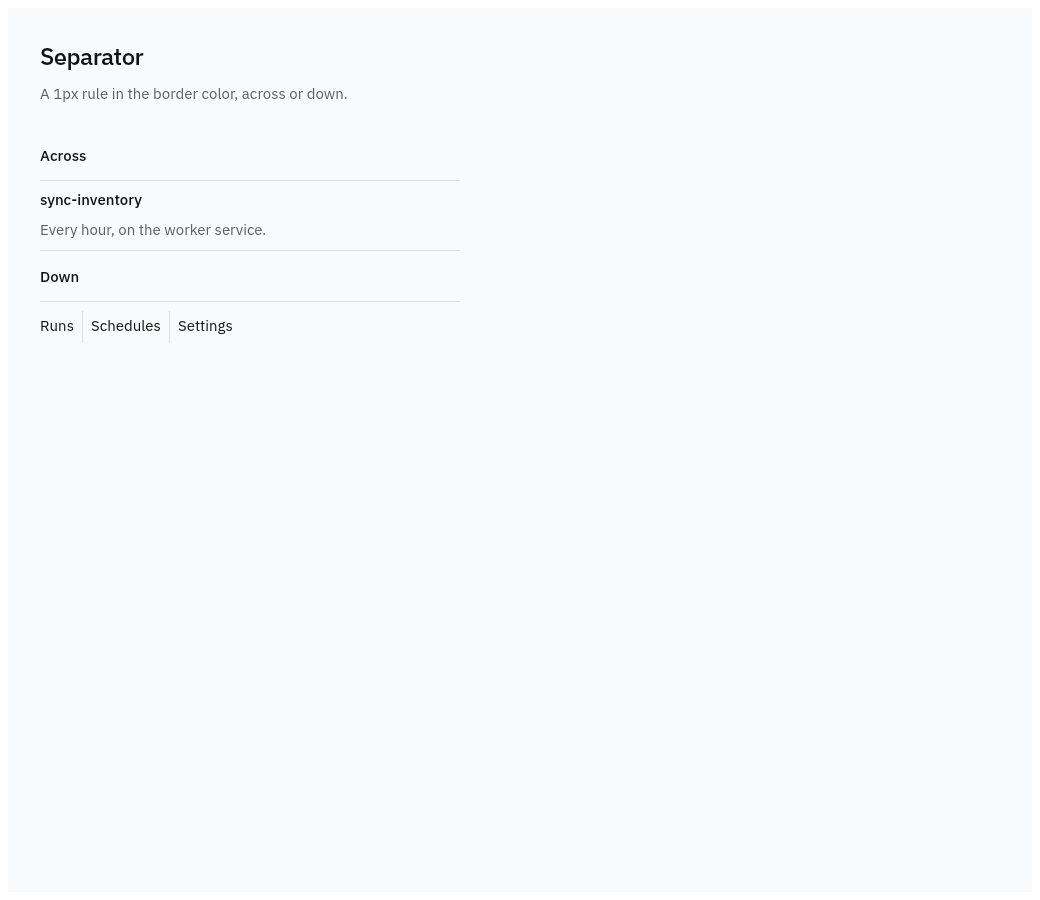 Separator
A 1px rule in the border color, across or down.
Across
sync-inventory
Every hour, on the worker service.
Down
Runs Schedules Settings